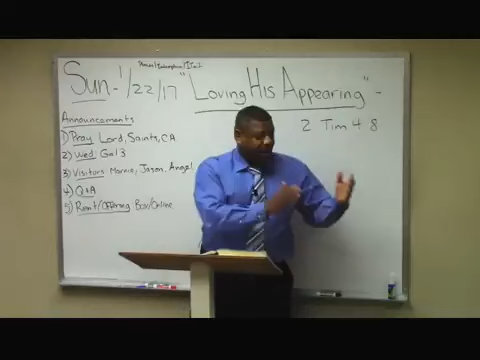 Sun - 1/22/17 "Loving His Appearing" -
2 Tim 4 8
Announcements
1) Pray Lord, Saints, CA
2) Wed Gal 3
3) Visitors Jason, Angel
4) Q&A
5) Rent/Offering Box/Online